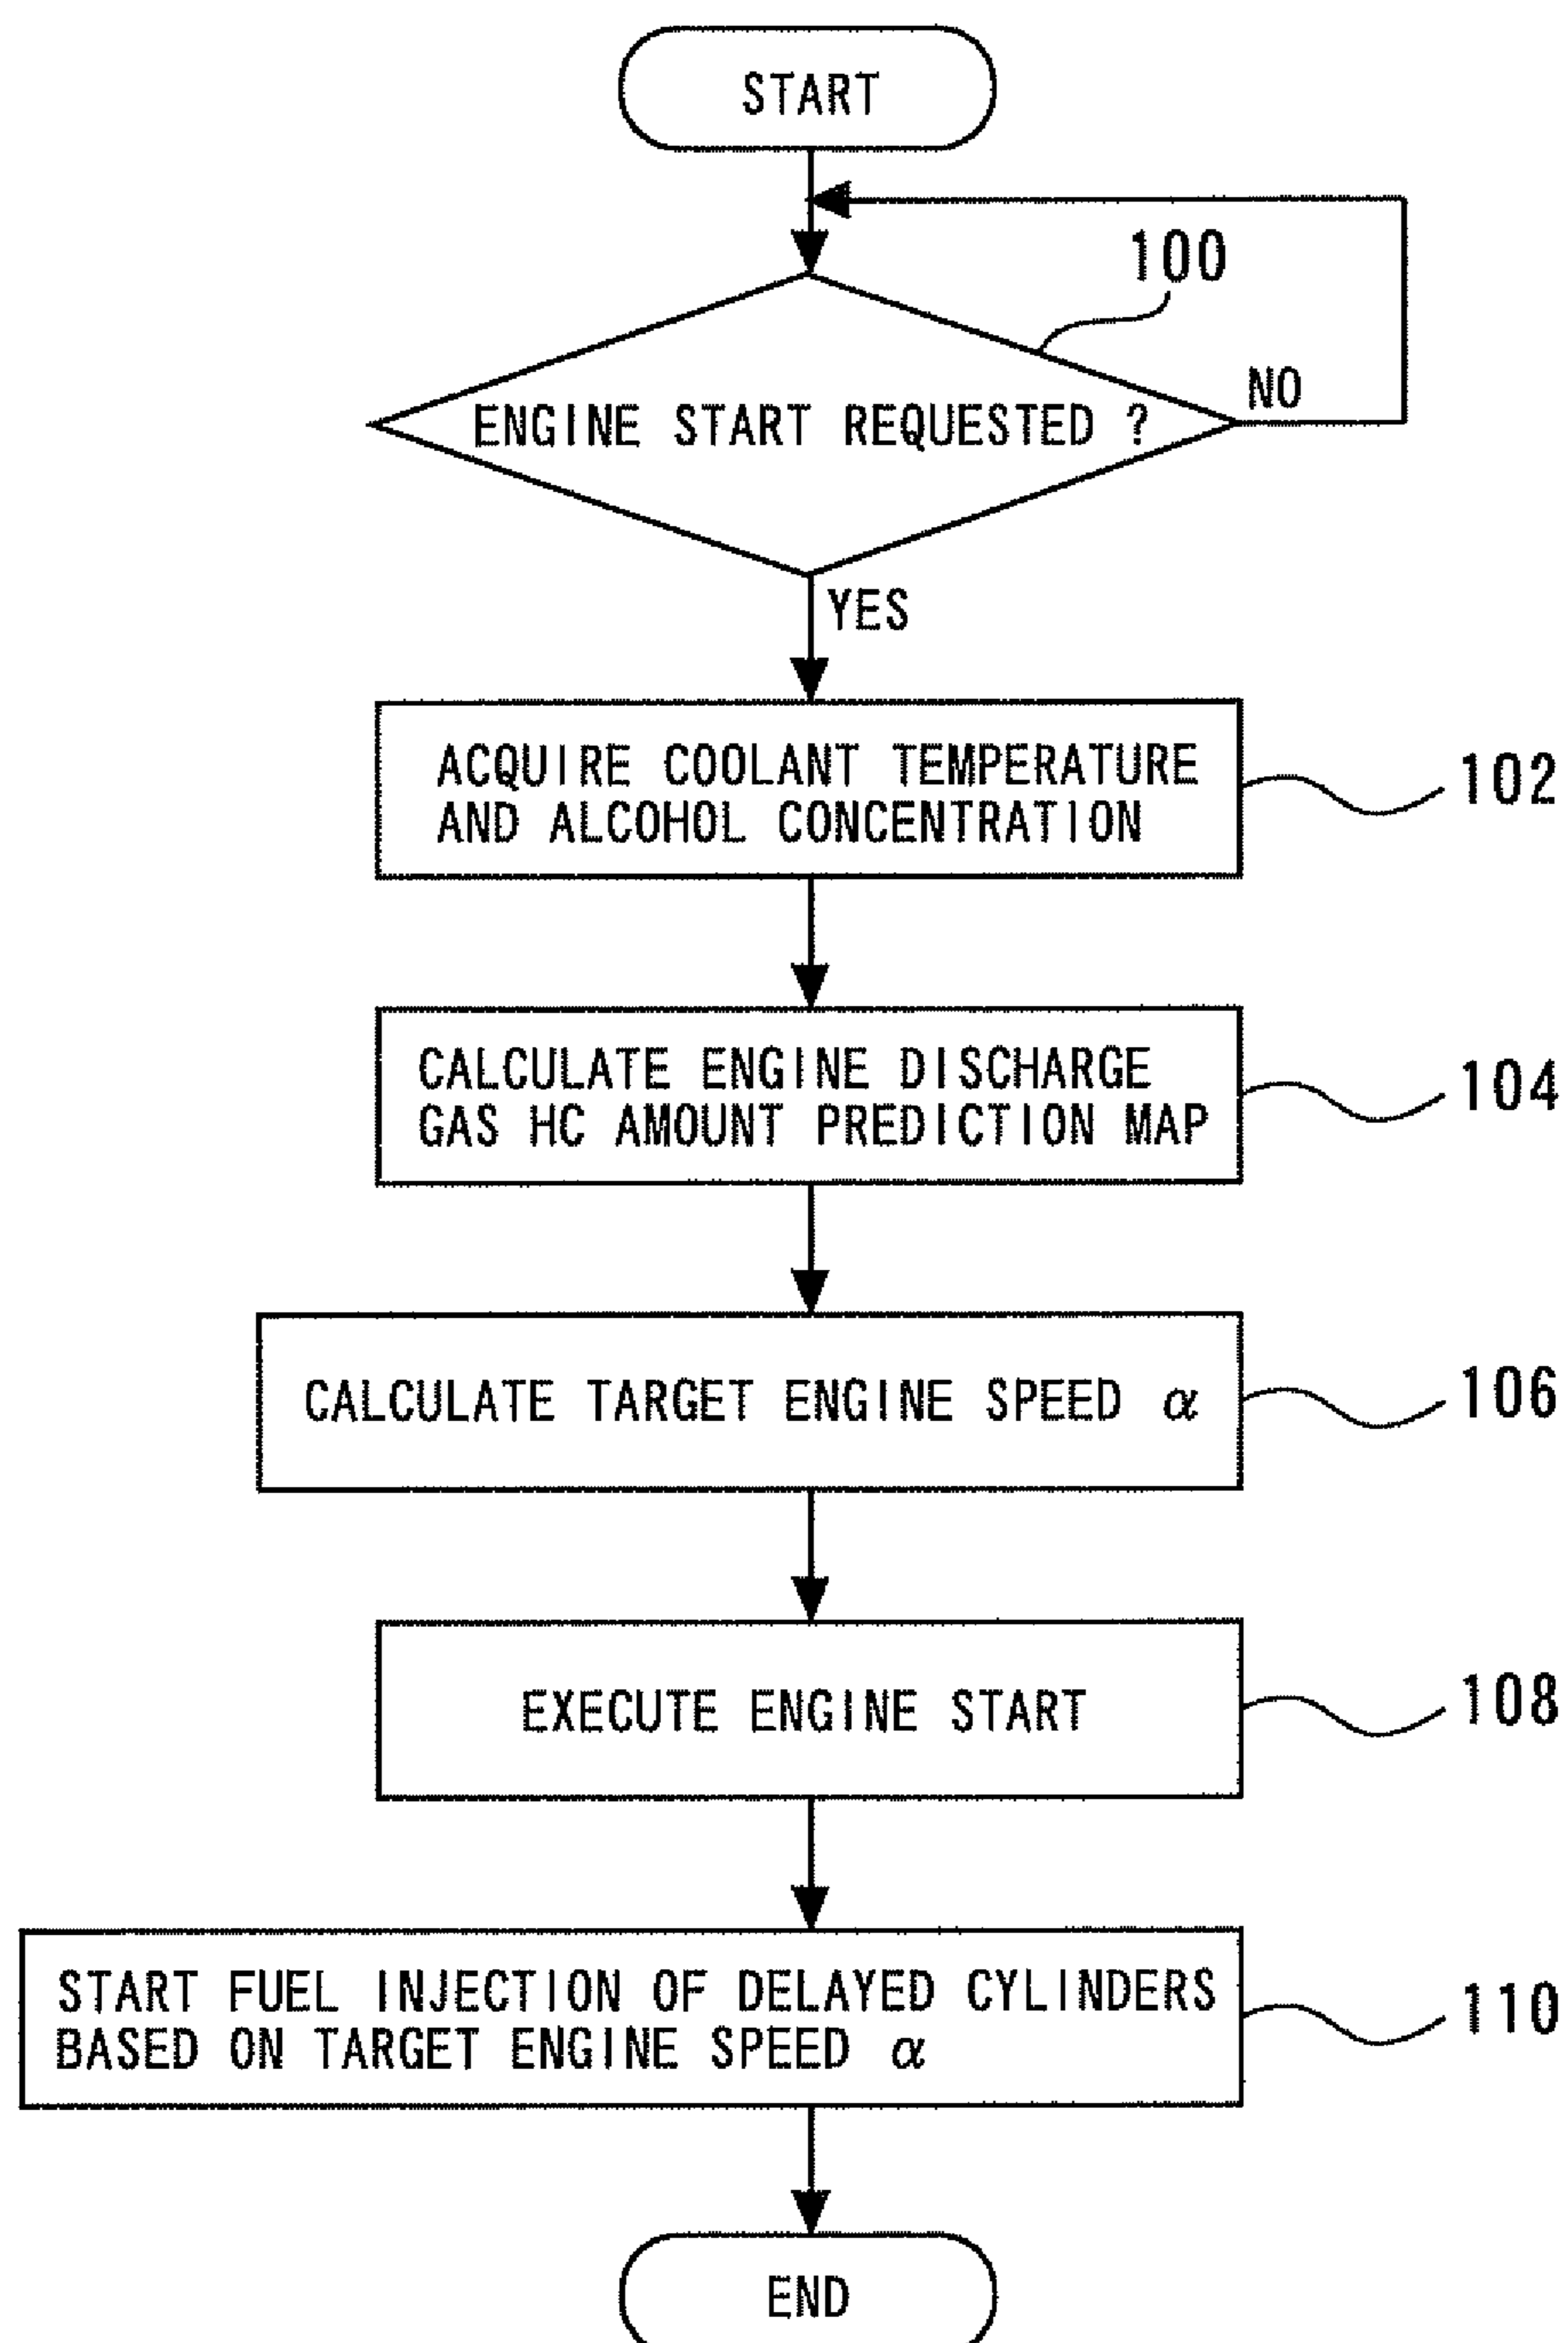 START
100
NO
ENGINE START REQUESTED ?
YES
ACQUIRE COOLANT TEMPERATURE
AND ALCOHOL CONCENTRATION
102
CALCULATE ENGINE DISCHARGE
GAS HC AMOUNT PREDICTION MAP
104
CALCULATE TARGET ENGINE SPEED α
106
EXECUTE ENGINE START
108
START FUEL INJECTION OF DELAYED CYLINDERS
BASED ON TARGET ENGINE SPEED α
110
END